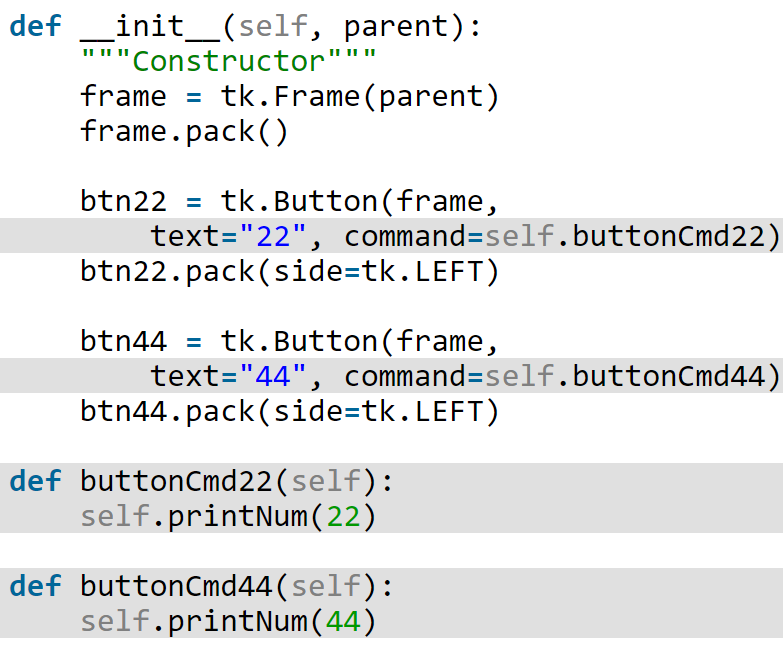 def __init__(self, parent):
    """Constructor"""
    frame = tk.Frame(parent)
    frame.pack()

    btn22 = tk.Button(frame,
        text="22", command=self.buttonCmd22)
    btn22.pack(side=tk.LEFT)

    btn44 = tk.Button(frame,
        text="44", command=self.buttonCmd44)
    btn44.pack(side=tk.LEFT)

def buttonCmd22(self):
    self.printNum(22)

def buttonCmd44(self):
    self.printNum(44)